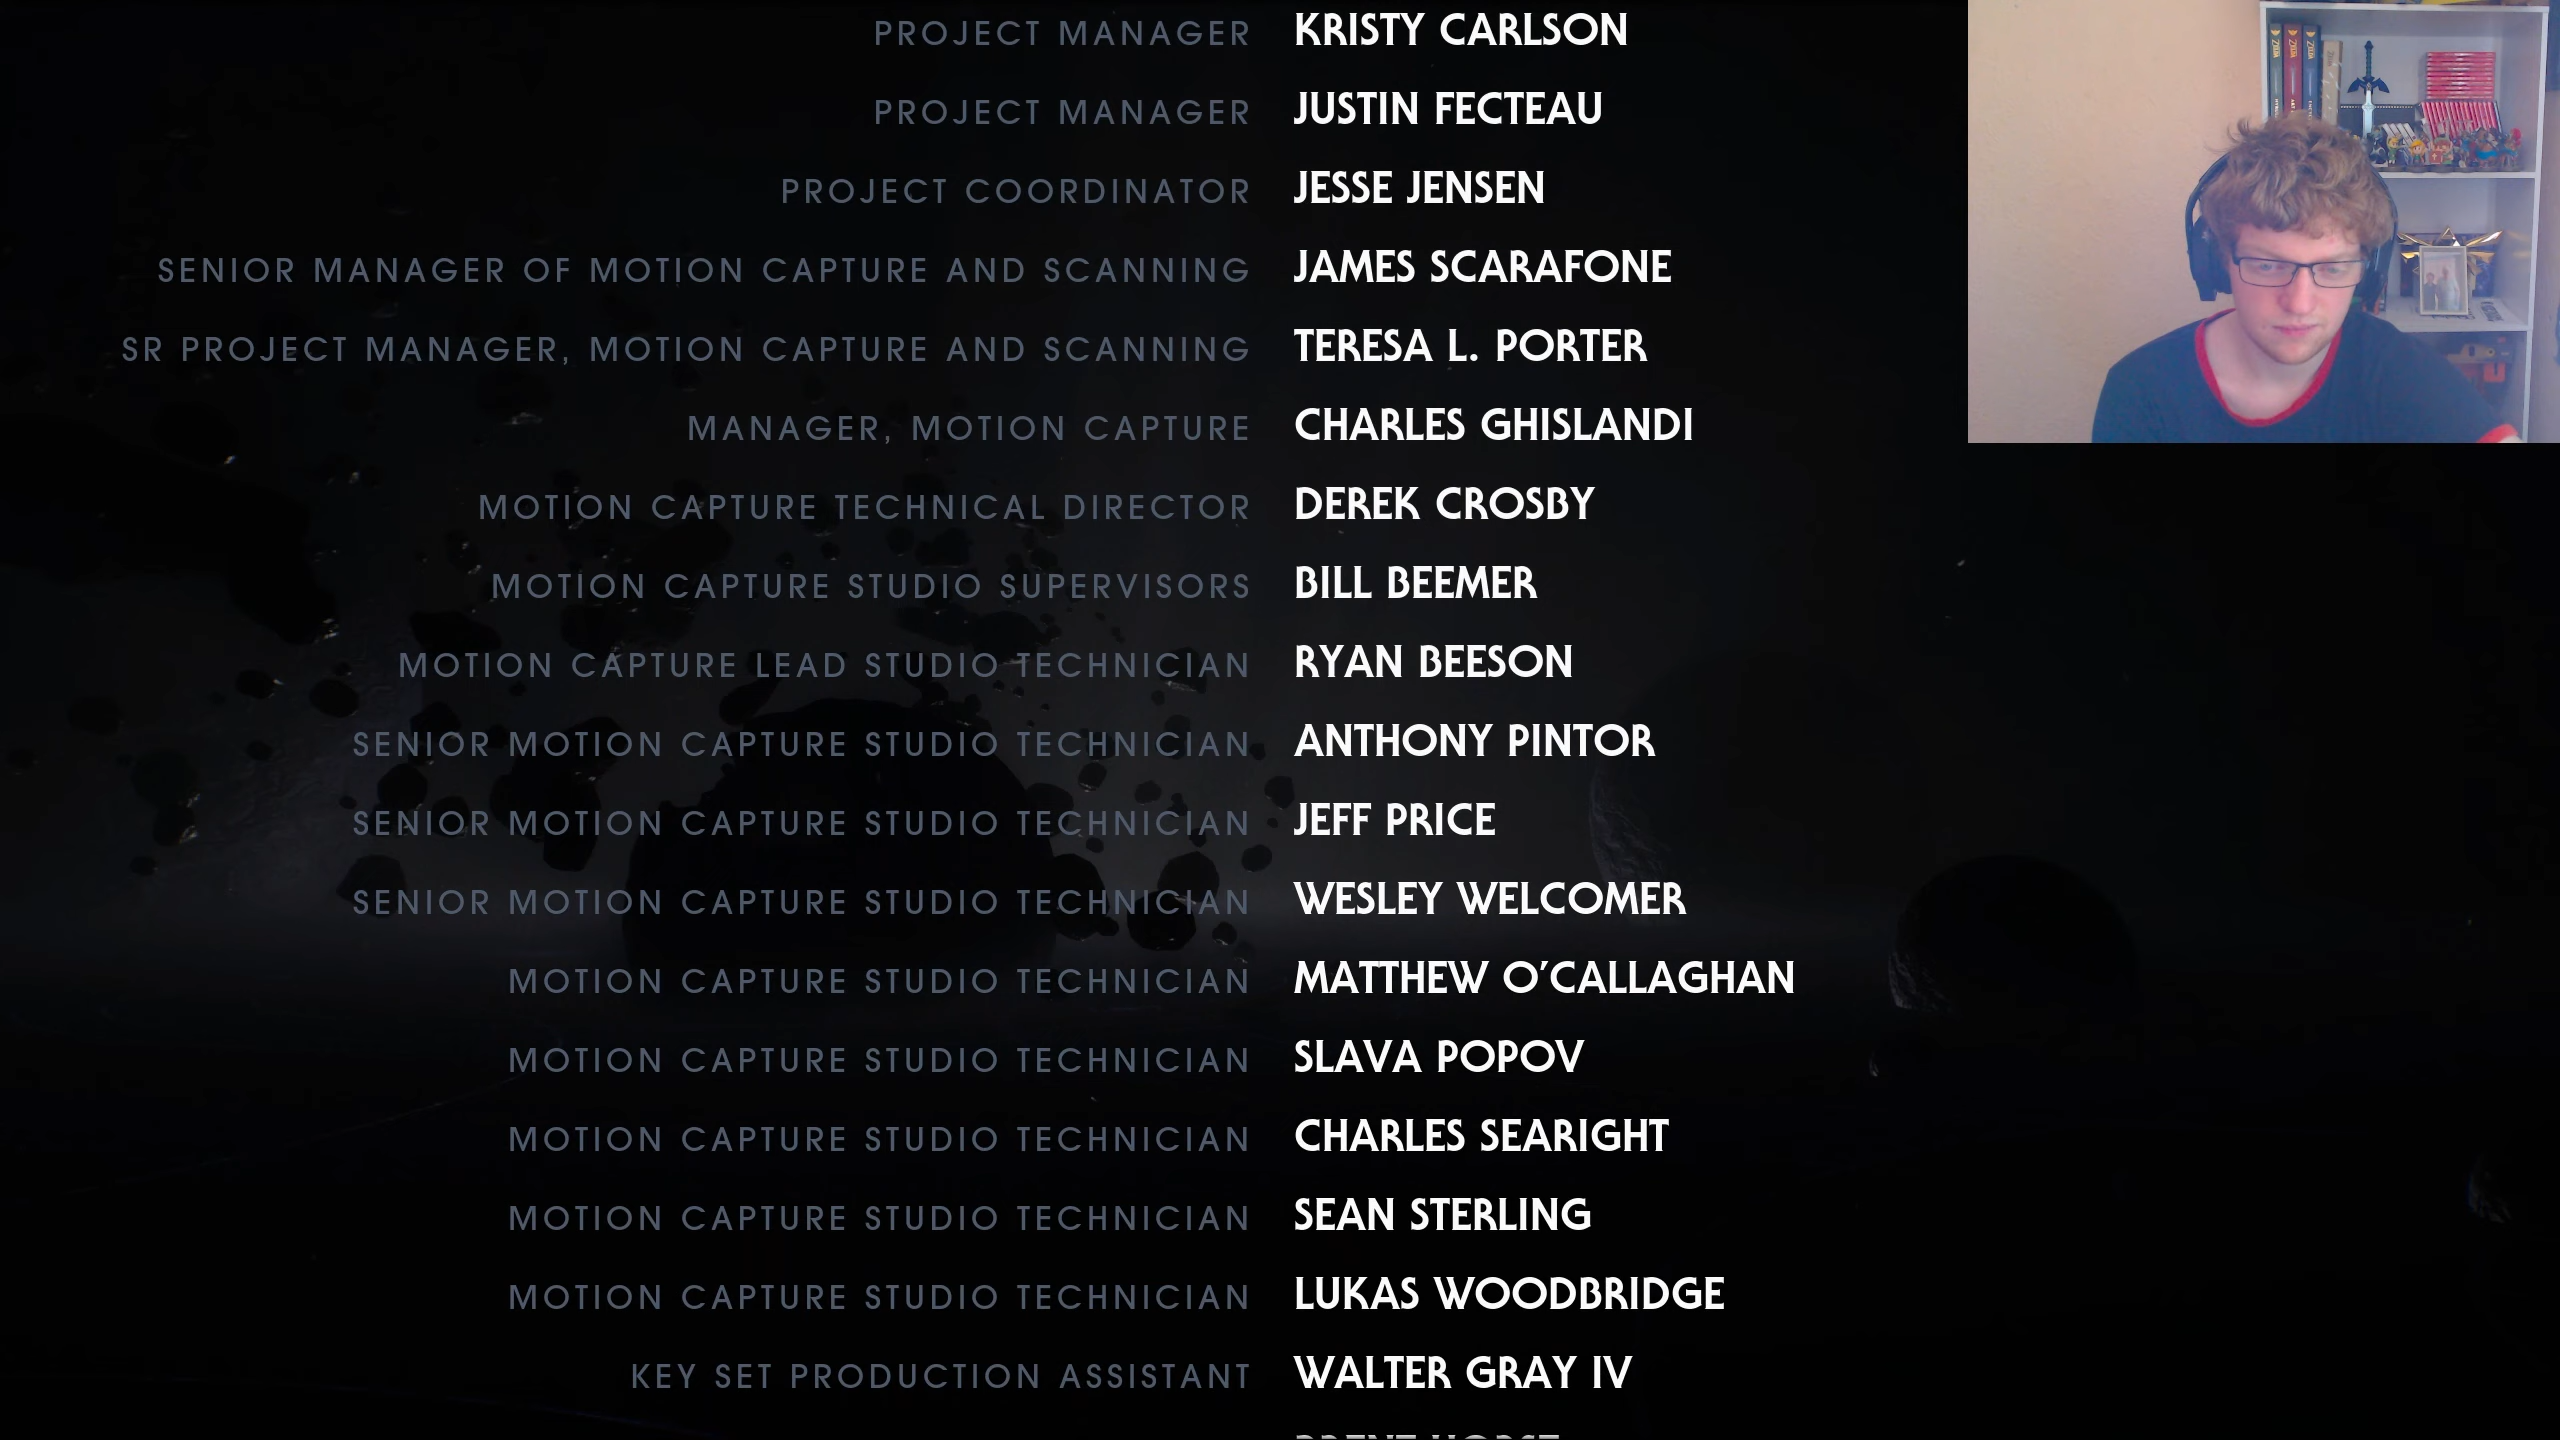 PROJECT MANAGER KRISTY CARLSON
PROJECT MANAGER JUSTIN FECTEAU
PROJECT COORDINATOR JESSE JENSEN
SENIOR MANAGER OF MOTION CAPTURE AND SCANNING JAMES SCARAFONE
SR PROJECT MANAGER, MOTION CAPTURE AND SCANNING TERESA L. PORTER
MANAGER, MOTION CAPTURE CHARLES GHISLANDI
MOTION CAPTURE TECHNICAL DIRECTOR DEREK CROSBY
MOTION CAPTURE STUDIO SUPERVISORS BILL BEEMER
MOTION CAPTURE LEAD STUDIO TECHNICIAN RYAN BEESON
SENIOR MOTION CAPTURE STUDIO TECHNICIAN ANTHONY PINTOR
SENIOR MOTION CAPTURE STUDIO TECHNICIAN JEFF PRICE
SENIOR MOTION CAPTURE STUDIO TECHNICIAN WESLEY WELCOMER
MOTION CAPTURE STUDIO TECHNICIAN MATTHEW O'CALLAGHAN
MOTION CAPTURE STUDIO TECHNICIAN SLAVA POPOV
MOTION CAPTURE STUDIO TECHNICIAN CHARLES SEARIGHT
MOTION CAPTURE STUDIO TECHNICIAN SEAN STERLING
MOTION CAPTURE STUDIO TECHNICIAN LUKAS WOODBRIDGE
KEY SET PRODUCTION ASSISTANT WALTER GRAY IV